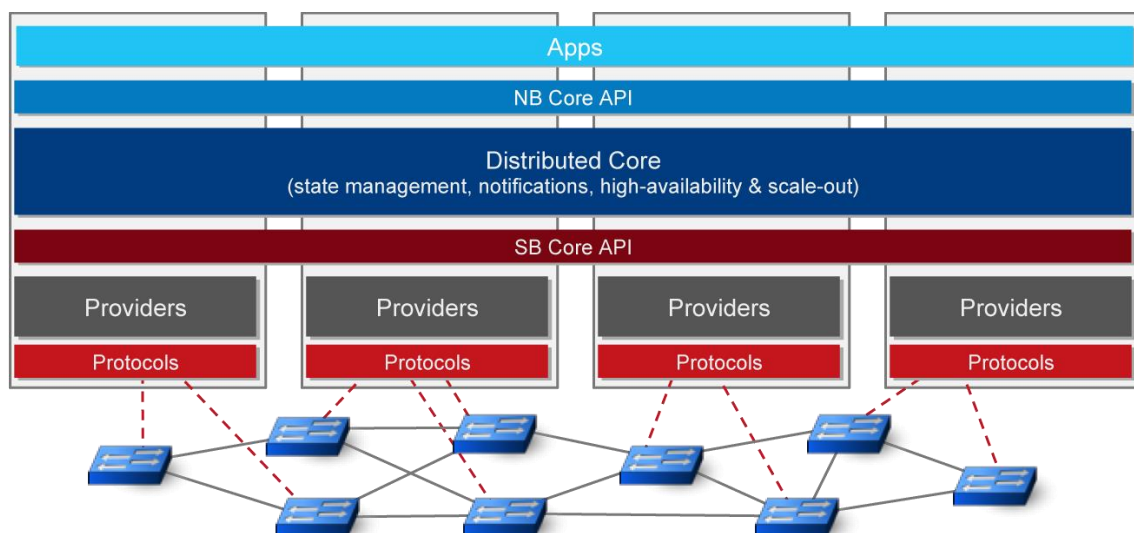 Apps
NB Core API
Distributed Core
(state management, notifications, high-availability & scale-out)
SB Core API
Providers
Providers
Providers
Providers
Protocols
Protocols
Protocols
Protocols